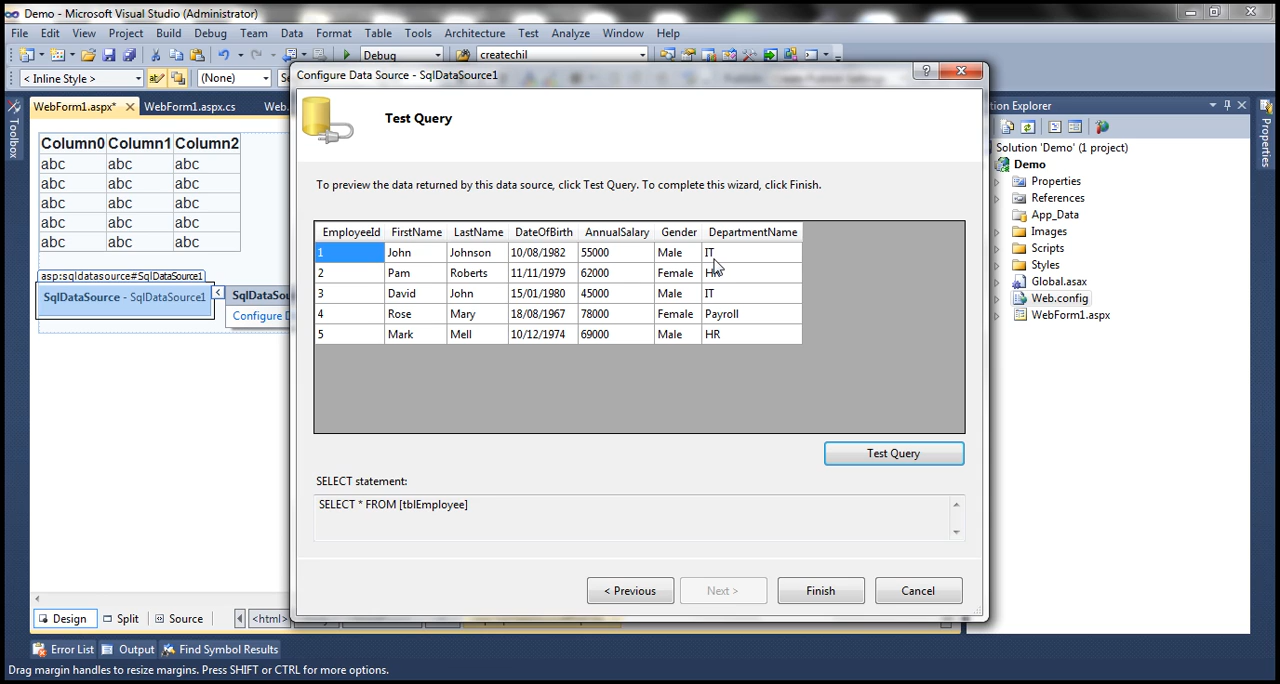 Demo - Microsoft Visual Studio (Administrator)
File Edit View Project Build Debug Team Data Format Table Tools Architecture Test Analyze Window Help
Debug createchil
< Inline Style > (None)
Configure Data Source - SqlDataSource1
WebForm1.aspx* WebForm1.aspx.cs Web.
Toolbox
Column0 Column1 Column2
abc abc abc
abc abc abc
abc abc abc
abc abc abc
abc abc abc
asp:sqldatasource#SqlDataSource1
SqlDataSource - SqlDataSource1
SqlDataSou
Configure D
Test Query
To preview the data returned by this data source, click Test Query. To complete this wizard, click Finish.
EmployeeId FirstName LastName DateOfBirth AnnualSalary Gender DepartmentName
1 John Johnson 10/08/1982 55000 Male IT
2 Pam Roberts 11/11/1979 62000 Female HR
3 David John 15/01/1980 45000 Male IT
4 Rose Mary 18/08/1967 78000 Female Payroll
5 Mark Mell 10/12/1974 69000 Male HR
Test Query
SELECT statement:
SELECT * FROM [tblEmployee]
< Previous Next > Finish Cancel
tion Explorer
Solution 'Demo' (1 project)
Demo
Properties
References
App_Data
Images
Scripts
Styles
Global.asax
Web.config
WebForm1.aspx
Properties
Design Split Source <html>
Error List Output Find Symbol Results
Drag margin handles to resize margins. Press SHIFT or CTRL for more options.